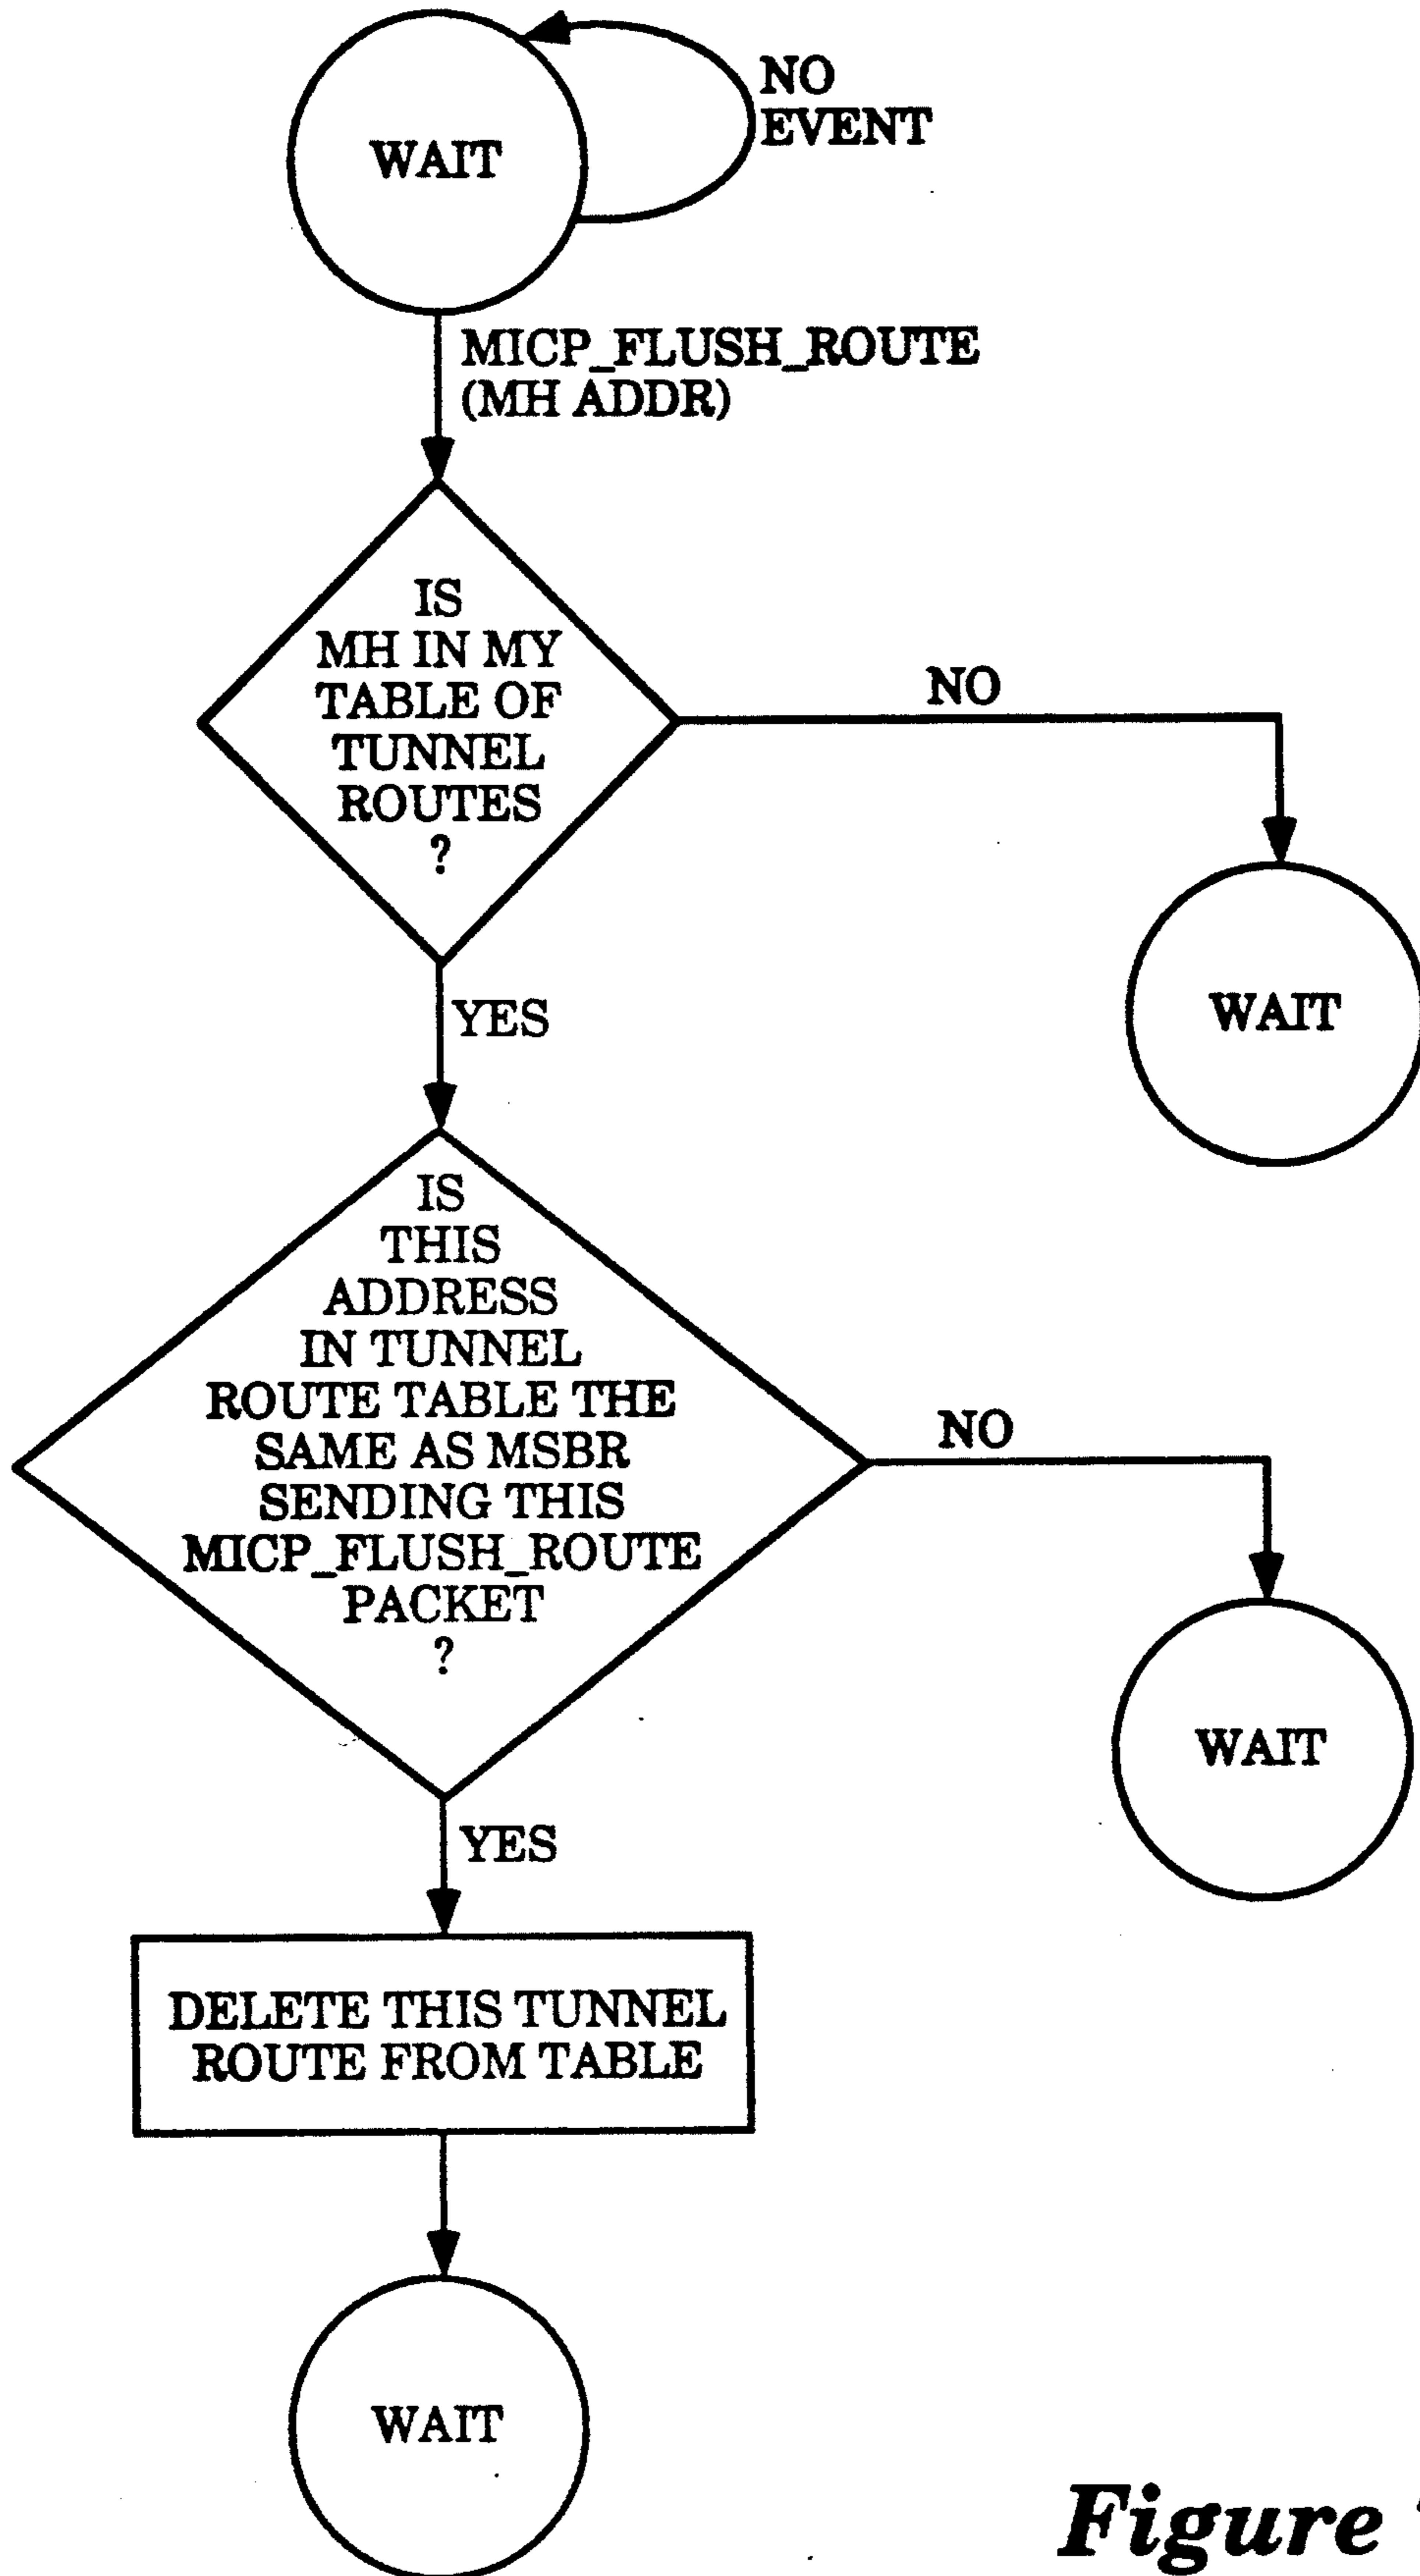 WAIT
NO
EVENT
MICP_FLUSH_ROUTE
(MH ADDR)
IS
MH IN MY
TABLE OF
TUNNEL
ROUTES
?
NO
WAIT
YES
IS
THIS
ADDRESS
IN TUNNEL
ROUTE TABLE THE
SAME AS MSBR
SENDING THIS
MICP_FLUSH_ROUTE
PACKET
?
NO
WAIT
YES
DELETE THIS TUNNEL
ROUTE FROM TABLE
WAIT
Figure